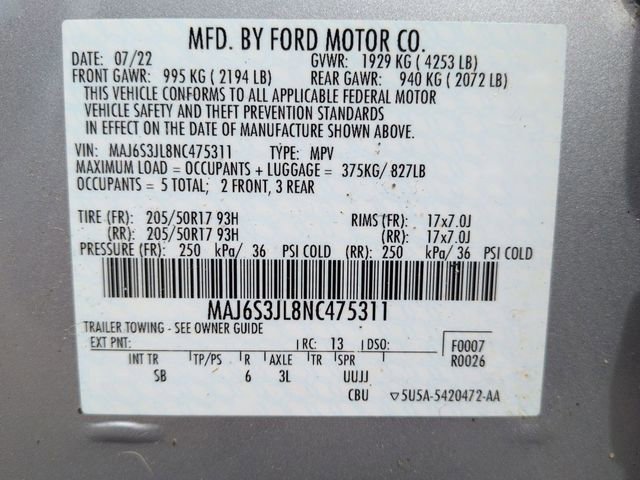 MFD. BY FORD MOTOR CO.
DATE: 07/22 GVWR: 1929 KG ( 4253 LB)
FRONT GAWR: 995 KG ( 2194 LB) REAR GAWR: 940 KG ( 2072 LB)
THIS VEHICLE CONFORMS TO ALL APPLICABLE FEDERAL MOTOR
VEHICLE SAFETY AND THEFT PREVENTION STANDARDS
IN EFFECT ON THE DATE OF MANUFACTURE SHOWN ABOVE.
VIN: MAJ6S3JL8NC475311 TYPE: MPV
MAXIMUM LOAD = OCCUPANTS + LUGGAGE = 375KG/ 827LB
OCCUPANTS = 5 TOTAL; 2 FRONT, 3 REAR
TIRE (FR): 205/50R17 93H RIMS (FR): 17x7.0J
(RR): 205/50R17 93H (RR): 17x7.0J
PRESSURE (FR): 250 kPa/ 36 PSI COLD (RR): 250 kPa/ 36 PSI COLD
MAJ6S3JL8NC475311
TRAILER TOWING - SEE OWNER GUIDE
EXT PNT: RC: 13 DSO: F0007
R0026
INT TR TP/PS R AXLE TR SPR
SB 6 3L UUJJ
CBU ▽5U5A-5420472-AA